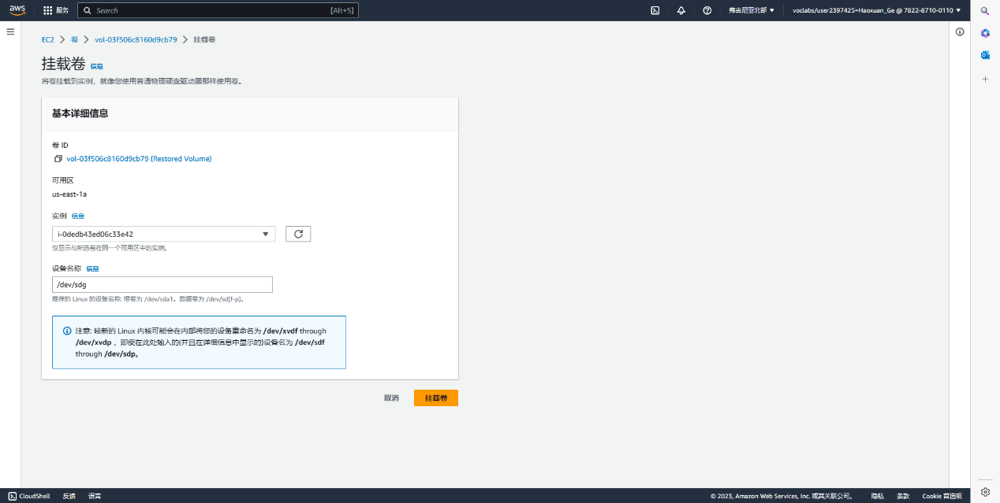 aws 服务 Search [Alt+S] 弗吉尼亚北部 voclabs/user2397425=Haoxuan_Ge @ 7822-8710-0110
EC2 > 卷 > vol-03f506c8160d9cb79 > 挂载卷
挂载卷 信息
将卷挂载到实例，就像您使用普通物理硬盘驱动器那样使用卷。
基本详细信息
卷 ID
vol-03f506c8160d9cb79 (Restored Volume)
可用区
us-east-1a
实例 信息
i-0dedb43ed06c33e42
仅显示与所选卷在同一个可用区中的实例。
设备名称 信息
/dev/sdg
推荐的 Linux 的设备名称: 根卷为 /dev/sda1。数据卷为 /dev/sd[f-p]。
注意: 较新的 Linux 内核可能会在内部将您的设备重命名为 /dev/xvdf through
/dev/xvdp ，即使在此处输入的(并且在详细信息中显示的)设备名为 /dev/sdf
through /dev/sdp。
取消 挂载卷
CloudShell 反馈 语言 © 2023, Amazon Web Services, Inc. 或其关联公司。 隐私 条款 Cookie 首选项